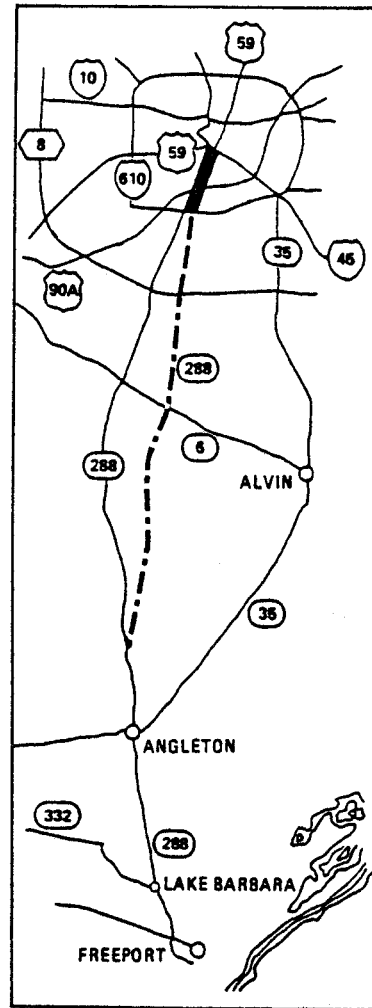 59
10
8
59
610
35
45
90A
288
6
288
ALVIN
35
ANGLETON
332
288
LAKE BARBARA
FREEPORT